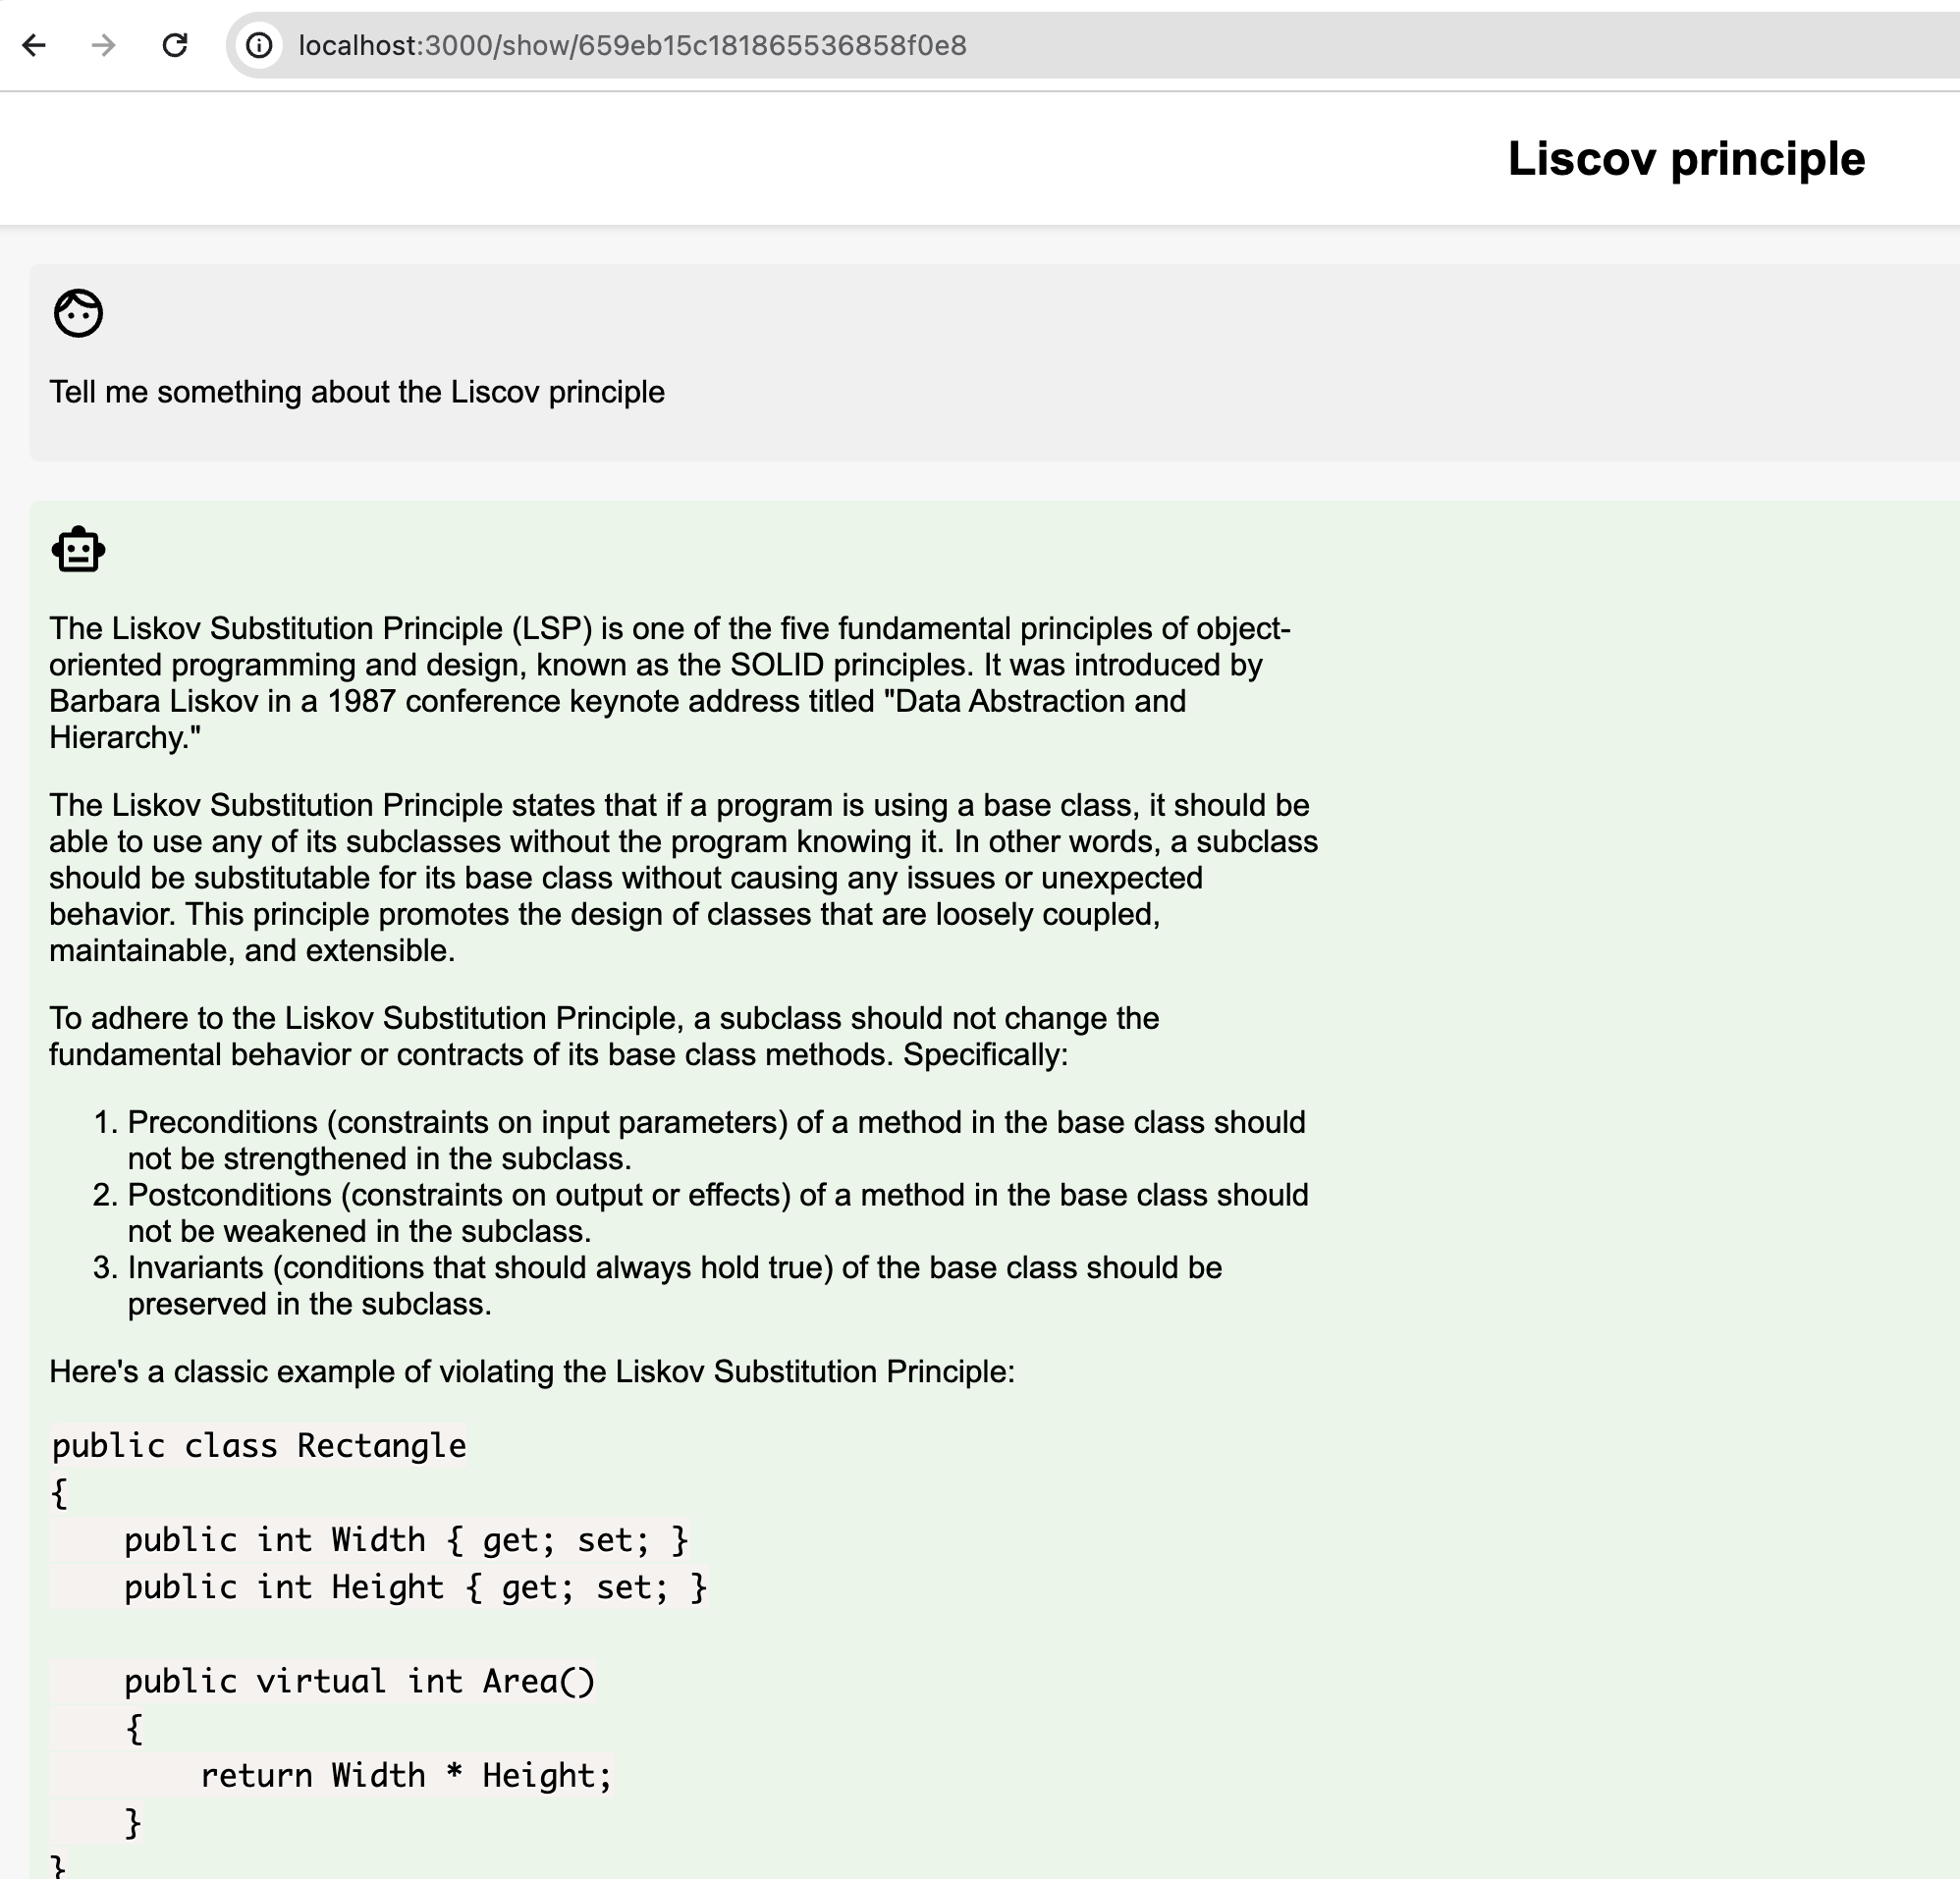 localhost:3000/show/659eb15c181865536858f0e8
Liscov principle
Tell me something about the Liscov principle
The Liskov Substitution Principle (LSP) is one of the five fundamental principles of object-
oriented programming and design, known as the SOLID principles. It was introduced by
Barbara Liskov in a 1987 conference keynote address titled "Data Abstraction and
Hierarchy."
The Liskov Substitution Principle states that if a program is using a base class, it should be
able to use any of its subclasses without the program knowing it. In other words, a subclass
should be substitutable for its base class without causing any issues or unexpected
behavior. This principle promotes the design of classes that are loosely coupled,
maintainable, and extensible.
To adhere to the Liskov Substitution Principle, a subclass should not change the
fundamental behavior or contracts of its base class methods. Specifically:
1. Preconditions (constraints on input parameters) of a method in the base class should
not be strengthened in the subclass.
2. Postconditions (constraints on output or effects) of a method in the base class should
not be weakened in the subclass.
3. Invariants (conditions that should always hold true) of the base class should be
preserved in the subclass.
Here's a classic example of violating the Liskov Substitution Principle:
public class Rectangle
{
    public int Width { get; set; }
    public int Height { get; set; }
    public virtual int Area()
    {
        return Width * Height;
    }
}